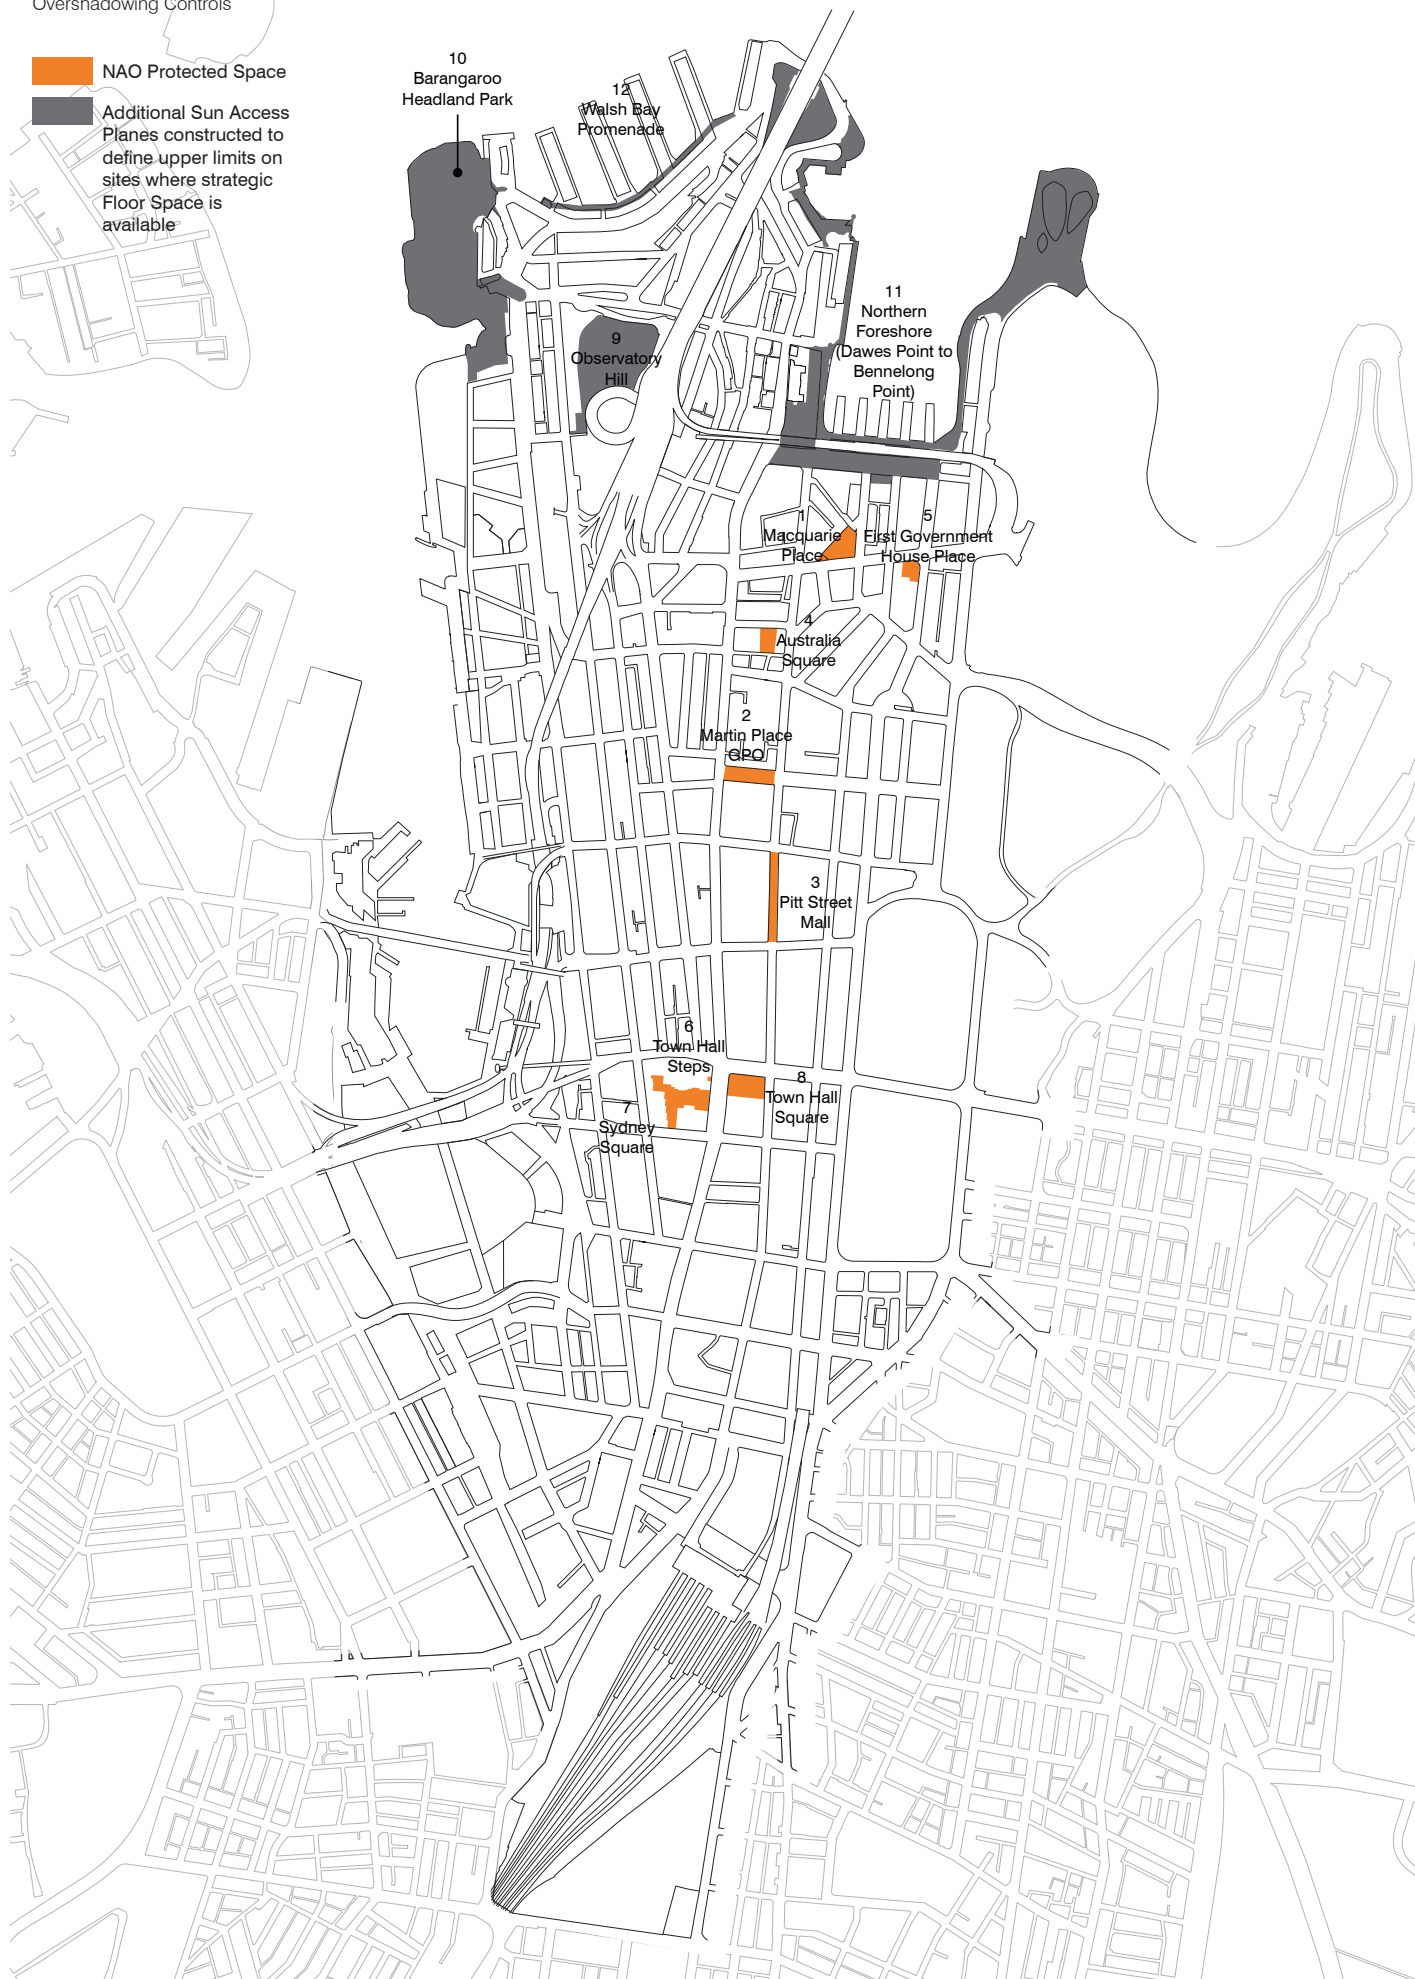 Overshadowing Controls
NAO Protected Space
Additional Sun Access
Planes constructed to
define upper limits on
sites where strategic
Floor Space is
available
10
Barangaroo
Headland Park
12
Walsh Bay
Promenade
9
Observatory
Hill
11
Northern
Foreshore
(Dawes Point to
Bennelong
Point)
1
Macquarie
Place
5
First Government
House Place
4
Australia
Square
2
Martin Place
GPO
3
Pitt Street
Mall
6
Town Hall
Steps
8
Town Hall
Square
7
Sydney
Square